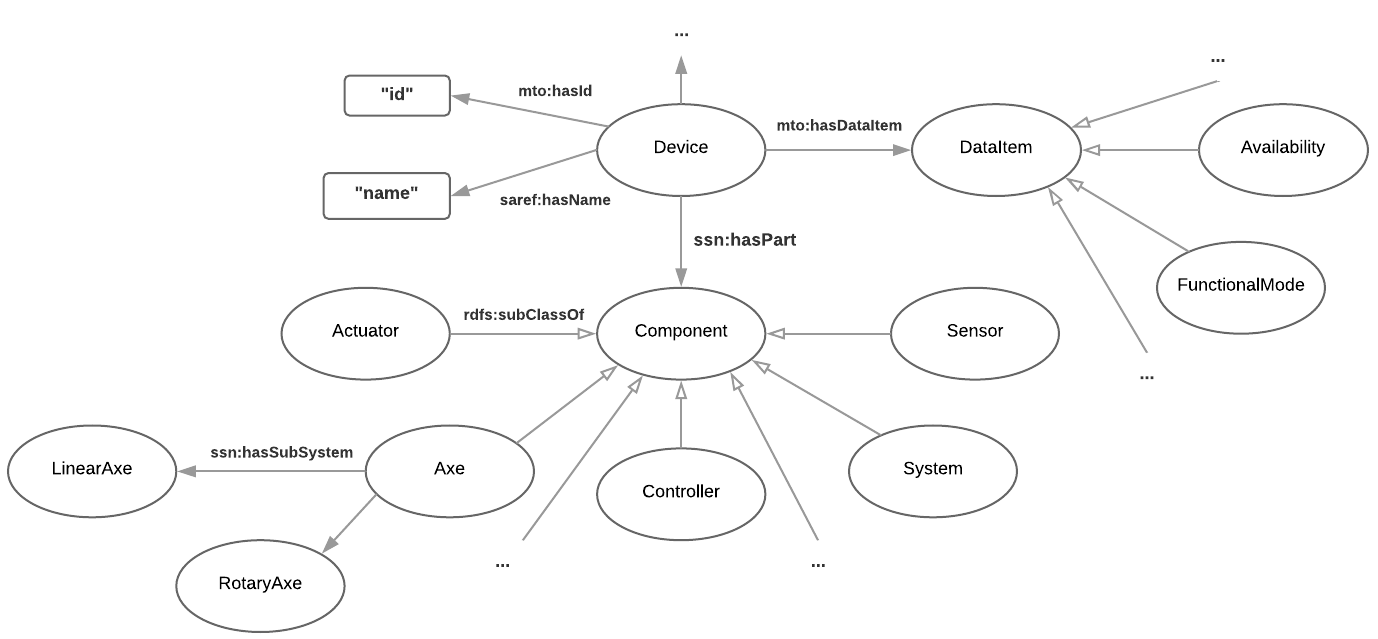 ...
...
"id"
mto:hasId
mto:hasDataItem
Device
DataItem
Availability
"name"
saref:hasName
ssn:hasPart
FunctionalMode
rdfs:subClassOf
Actuator
Component
Sensor
...
ssn:hasSubSystem
LinearAxe
Axe
System
Controller
...
...
RotaryAxe